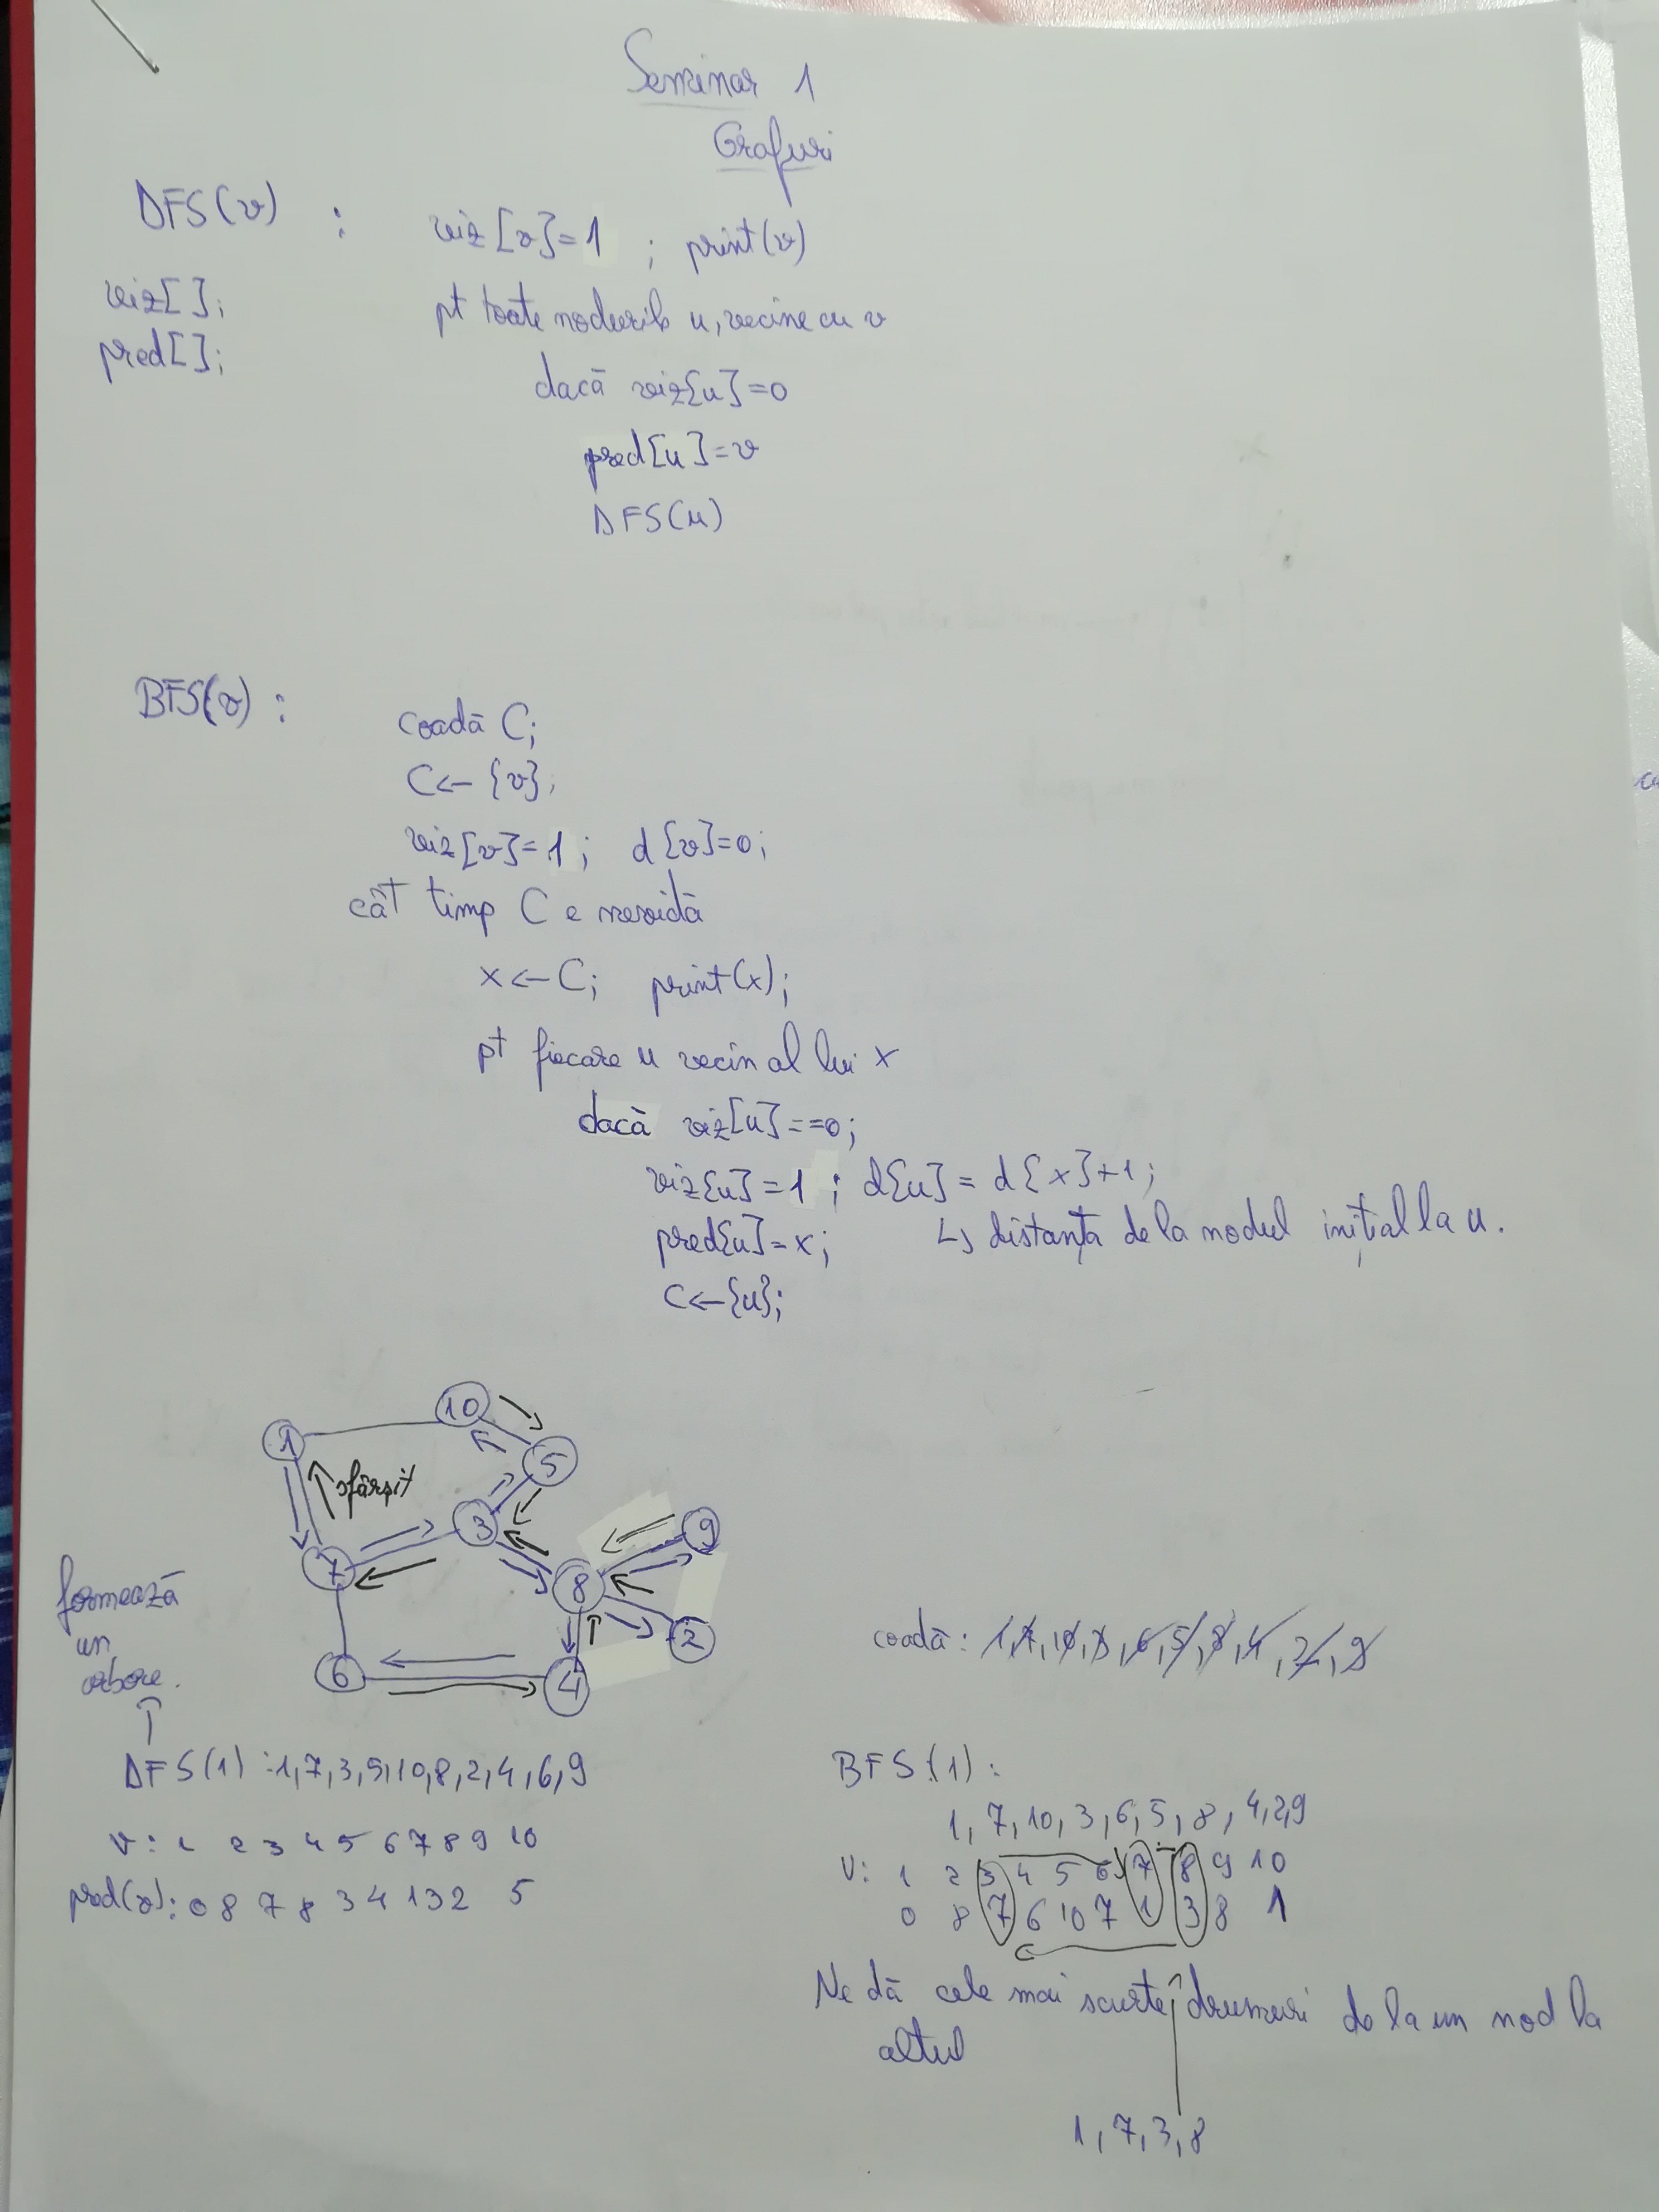 Seminar 1
Grafuri
DFS(v) : viz[v]=1 ; print(v)
viz[];
pred[];
pt toate nodurile u, vecine cu v
dacă viz[u]=0
pred[u]=v
DFS(u)
BFS(v) :
coadă C;
C← {v};
viz[v]=1; d[v]=0;
cât timp C e nevidă
x←C; print(x);
pt fiecare u vecin al lui x
dacă viz[u]==0;
viz[u]=1 ; d[u] = d[x]+1;
pred[u]=x; ↳ distanța de la nodul inițial la u.
C←{u};
10
1
5
sfârșit
3
9
7
8
2
6
4
formează
un
arbore.
coadă: 1,7,10,3,6,5,8,4,2,9
DFS(1) :1,7,3,5,10,8,2,4,6,9
v: 1 2 3 4 5 6 7 8 9 10
pred(v): 0 8 7 8 3 4 1 3 2 5
BFS(1):
1, 7, 10, 3, 6, 5, 8, 4,2,9
v: 1 2 3 4 5 6 7 8 9 10
0 8 7 6 10 7 1 3 8 1
Ne dă cele mai scurte drumuri de la un nod la
altul
1, 7, 3, 8